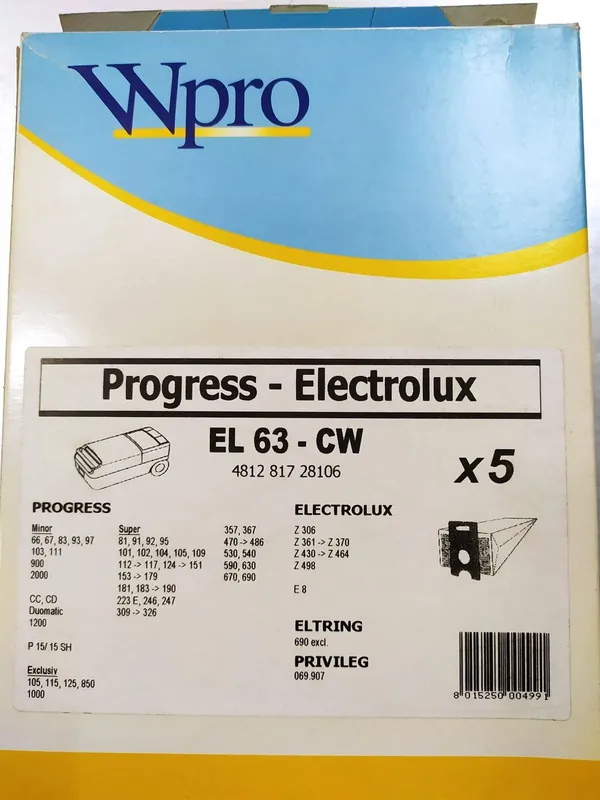 Wpro
Progress - Electrolux
EL 63 - CW
4812 817 28106
x 5
PROGRESS
Minor
66, 67, 83, 93, 97
103, 111
900
2000
CC, CD
Duomatic
1200
P 15/ 15 SH
Exclusiv
105, 115, 125, 850
1000
Super
81, 91, 92, 95
101, 102, 104, 105, 109
112 -> 117, 124 -> 151
153 -> 179
181, 183 -> 190
223 E, 246, 247
309 -> 326
357, 367
470 -> 486
530, 540
590, 630
670, 690
ELECTROLUX
Z 306
Z 361 -> Z 370
Z 430 -> Z 464
Z 498
E 8
ELTRING
690 excl.
PRIVILEG
069.907
8 015250 004991